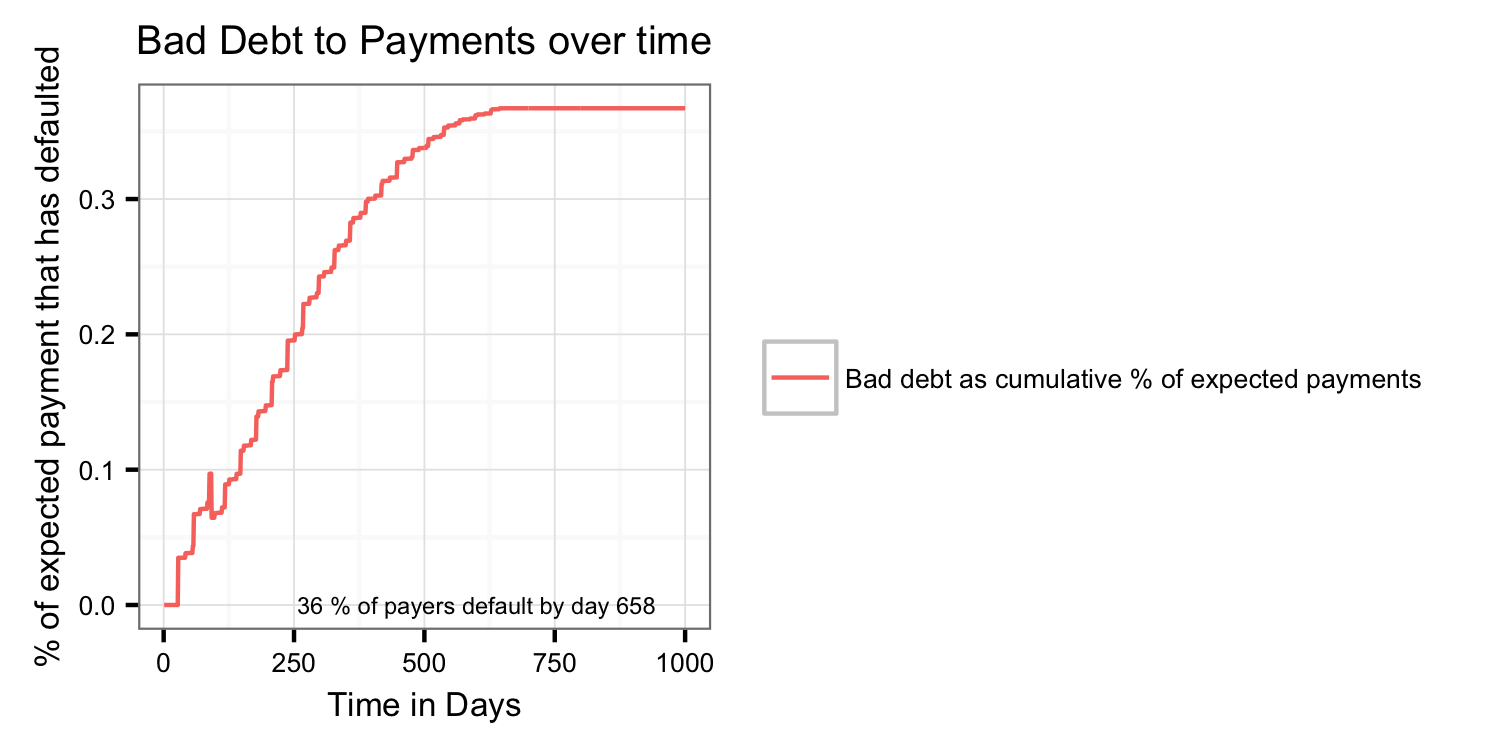 Bad Debt to Payments over time
% of expected payment that has defaulted
0.3
0.2
0.1
0.0
36 % of payers default by day 658
0 250 500 750 1000
Time in Days
Bad debt as cumulative % of expected payments